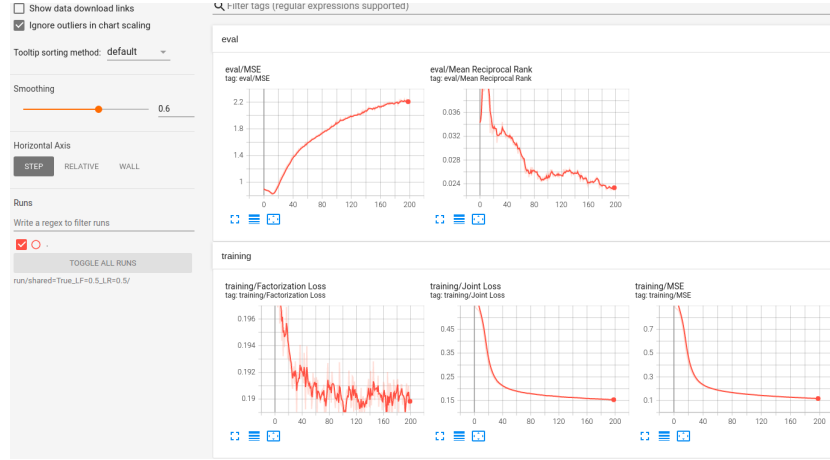 Show data download links
Filter tags (regular expressions supported)
Ignore outliers in chart scaling
Tooltip sorting method: default
Smoothing
0.6
Horizontal Axis
STEP RELATIVE WALL
Runs
Write a regex to filter runs
.
TOGGLE ALL RUNS
run/shared=True_LF=0.5_LR=0.5/
eval
eval/MSE
tag: eval/MSE
2.2
1.8
1.4
1
0 40 80 120 160 200
eval/Mean Reciprocal Rank
tag: eval/Mean Reciprocal Rank
0.036
0.032
0.028
0.024
0 40 80 120 160 200
training
training/Factorization Loss
tag: training/Factorization Loss
0.196
0.194
0.192
0.19
0 40 80 120 160 200
training/Joint Loss
tag: training/Joint Loss
0.45
0.35
0.25
0.15
0 40 80 120 160 200
training/MSE
tag: training/MSE
0.7
0.5
0.3
0.1
0 40 80 120 160 200